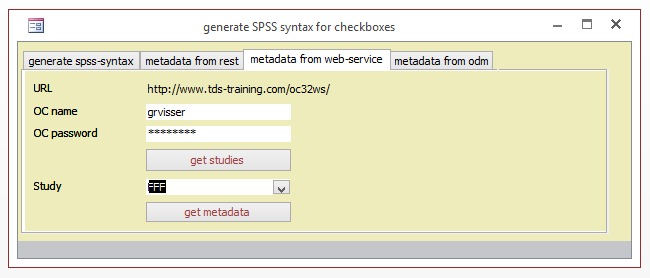 generate SPSS syntax for checkboxes
generate spss-syntax metadata from rest metadata from web-service metadata from odm
URL http://www.tds-training.com/oc32ws/
OC name grvisser
OC password ********
get studies
Study FFF
get metadata